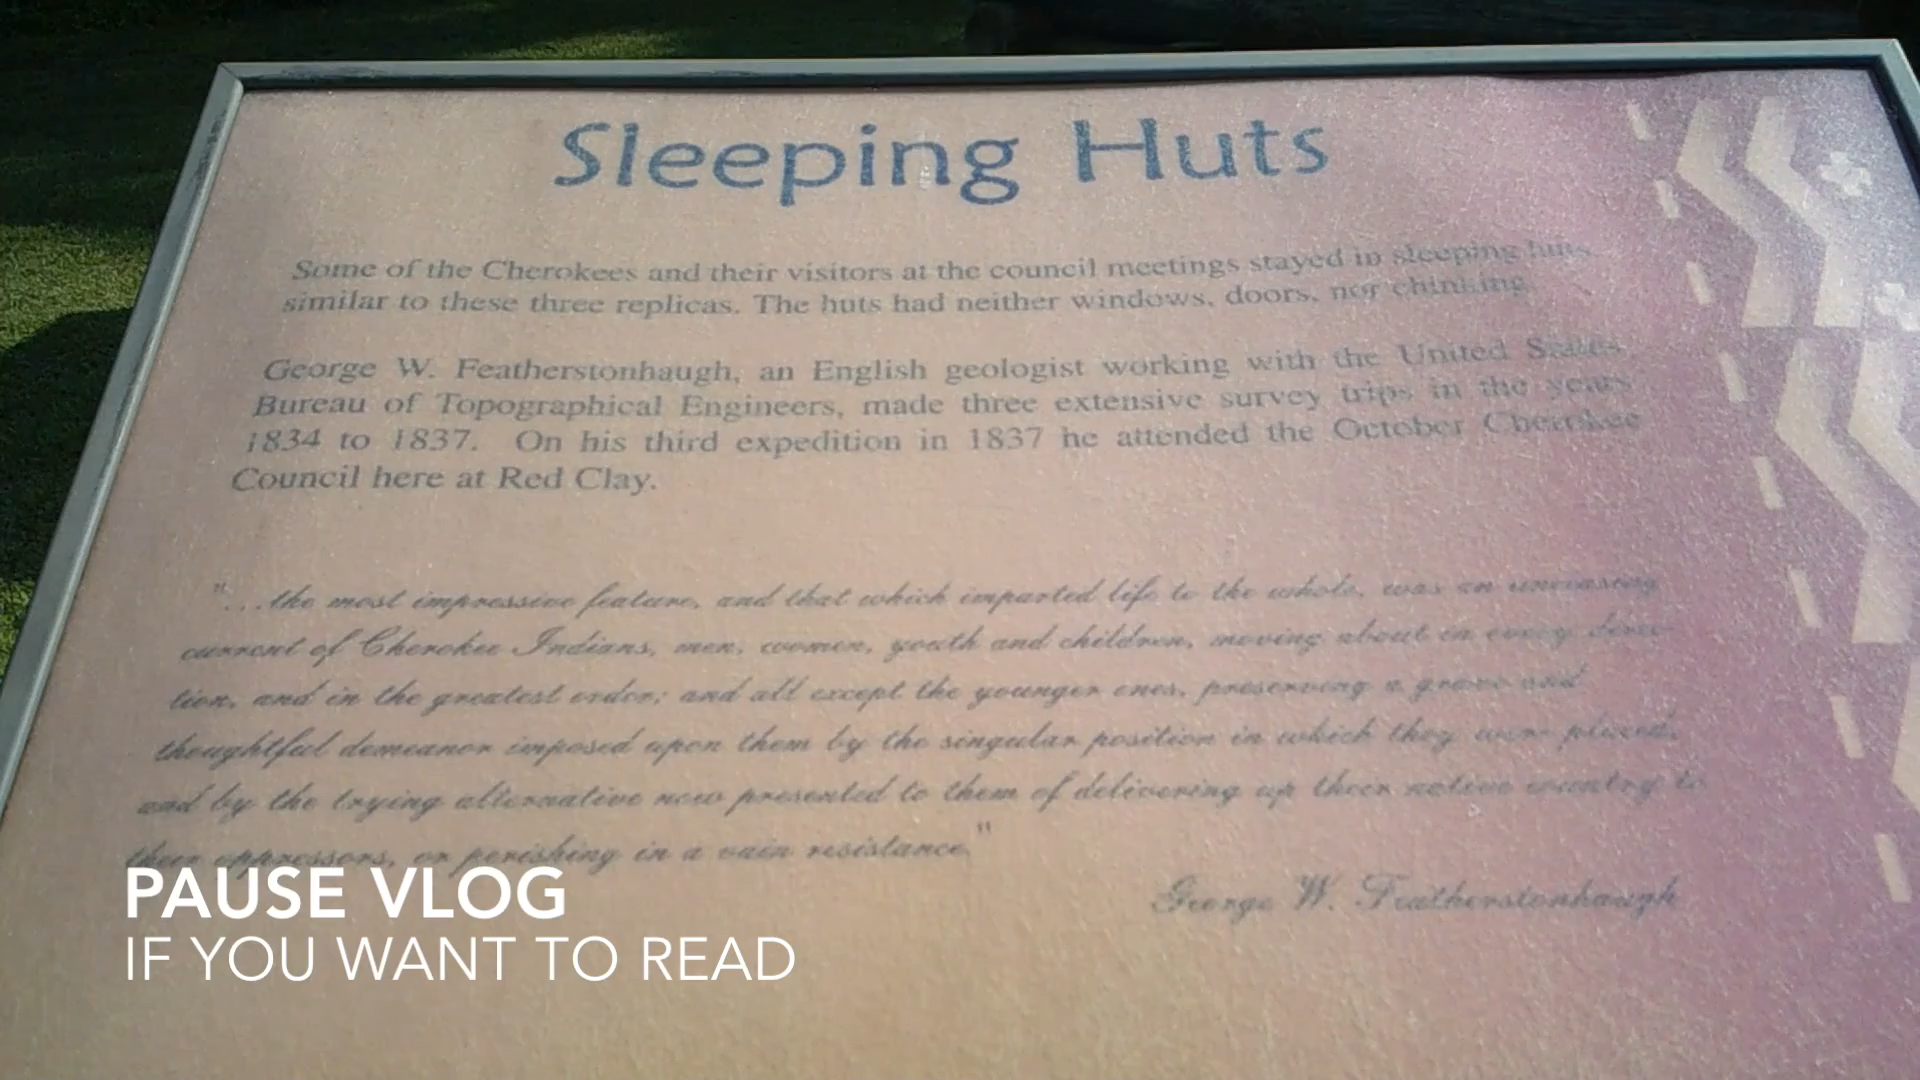 Sleeping Huts
Some of the Cherokees and their visitors at the council meetings stayed in sleeping huts
similar to these three replicas. The huts had neither windows, doors, nor chinking.
George W. Featherstonhaugh, an English geologist working with the United States
Bureau of Topographical Engineers, made three extensive survey trips in the years
1834 to 1837. On his third expedition in 1837 he attended the October Cherokee
Council here at Red Clay.
"...the most impressive feature, and that which imparted life to the whole, was an unceasing
current of Cherokee Indians, men, women, youth and children, moving about in every direc-
tion, and in the greatest order; and all except the younger ones, preserving a grave and
thoughtful demeanor imposed upon them by the singular position in which they were placed,
and by the trying alternative now presented to them of delivering up their native country to
their oppressors, or perishing in a vain resistance."
George W. Featherstonhaugh
PAUSE VLOG
IF YOU WANT TO READ